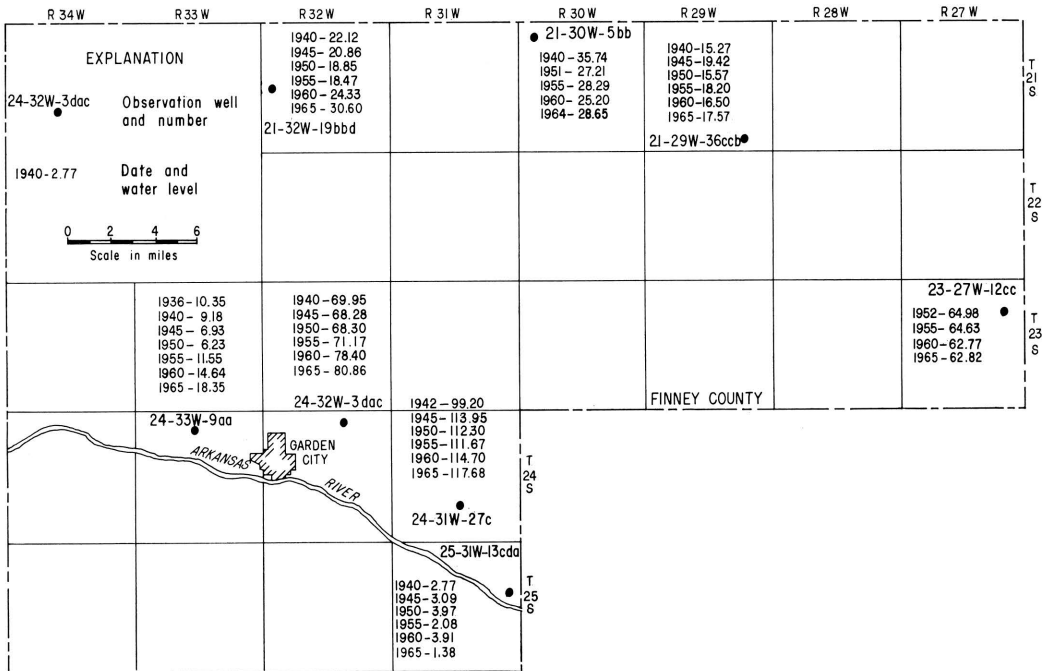 R 34 W R 33 W R 32 W R 31 W R 30 W R 29 W R 28 W R 27 W
EXPLANATION
24-32W-3dac
Observation well
and number
1940-2.77
Date and
water level
0 2 4 6
Scale in miles
1940-22.12
1945-20.86
1950-18.85
1955-18.47
1960-24.33
1965-30.60
21-32W-19bbd
21-30W-5bb
1940-35.74
1951-27.21
1955-28.29
1960-25.20
1964-28.65
1940-15.27
1945-19.42
1950-15.57
1955-18.20
1960-16.50
1965-17.57
21-29W-36ccb
T
21
S
T
22
S
23-27W-12cc
1952-64.98
1955-64.63
1960-62.77
1965-62.82
T
23
S
1936-10.35
1940-9.18
1945-6.93
1950-6.23
1955-11.55
1960-14.64
1965-18.35
24-33W-9aa
1940-69.95
1945-68.28
1950-68.30
1955-71.17
1960-78.40
1965-80.86
24-32W-3dac
FINNEY COUNTY
1942-99.20
1945-113.95
1950-112.30
1955-111.67
1960-114.70
1965-117.68
24-31W-27c
GARDEN
CITY
ARKANSAS RIVER
T
24
S
25-31W-13cda
1940-2.77
1945-3.09
1950-3.97
1955-2.08
1960-3.91
1965-1.38
T
25
S